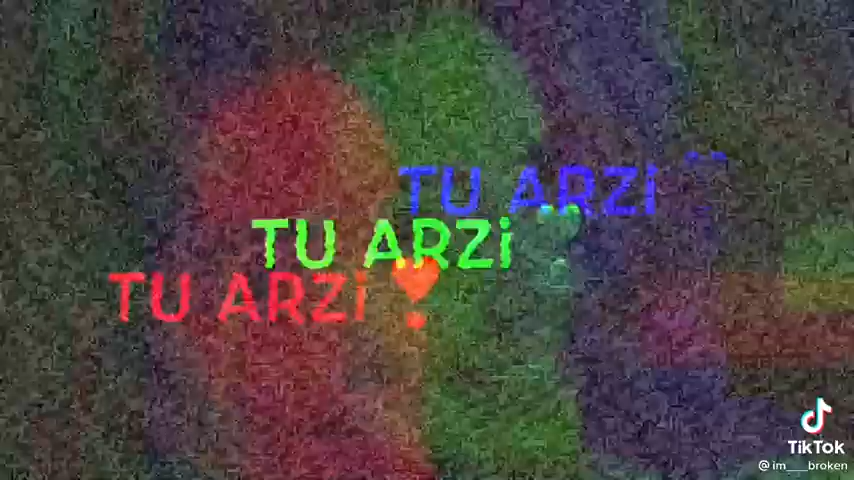 TU ARZi
TU ARZi
TU ARZi ❣
TikTok
@im___broken